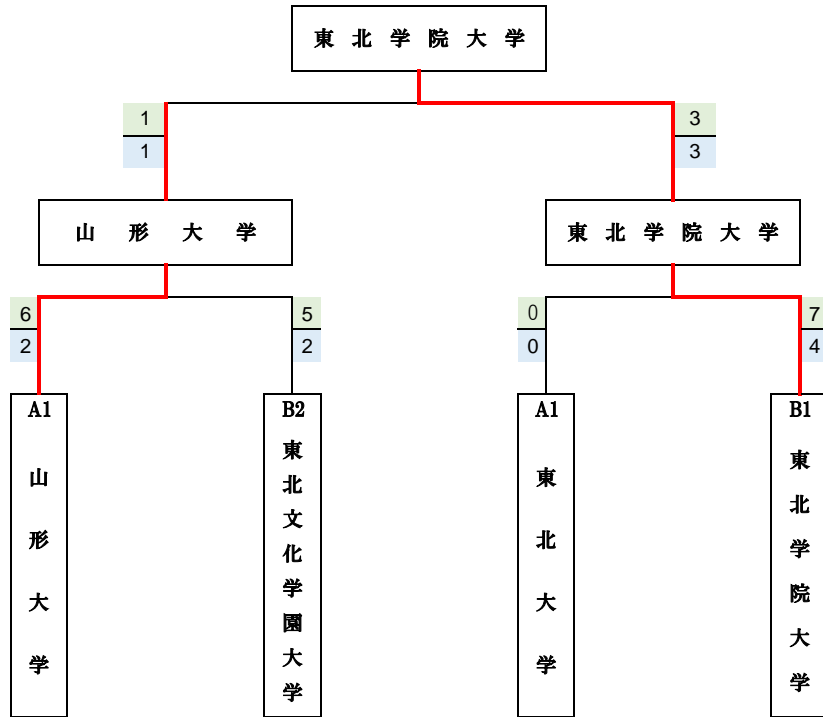 東北学院大学
1 3
1 3
山形大学 東北学院大学
6 5 0 7
2 2 0 4
A1 B2 A1 B1
山形大学
東北文化学園大学
東北大学
東北学院大学